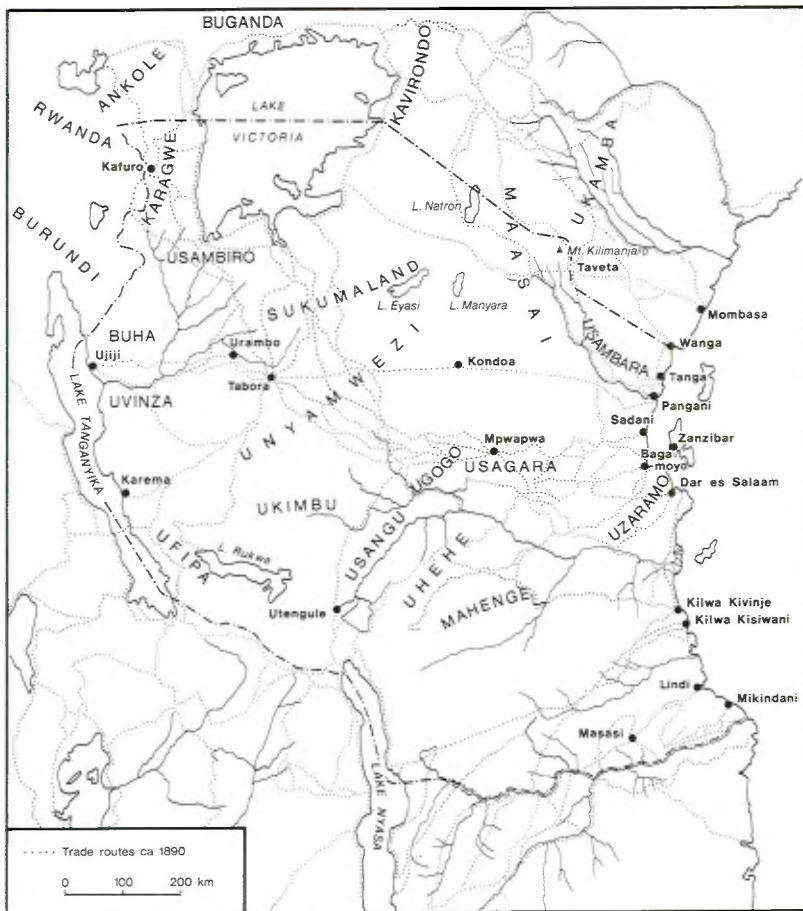 BUGANDA
ANKOLE
KAVIRONDO
LAKE
VICTORIA
RWANDA
UKAMBA
Kafuro
KARAGWE
MAASAI
L. Natron
BURUNDI
Mt. Kilimanjaro
USAMBIRO
Taveta
SUKUMALAND
L. Eyasi
L. Manyara
Mombasa
BUHA
Urambo
USAMBARA
Wanga
Ujiji
Kondoa
Tabora
Tanga
UVINZA
UNYAMWEZI
Pangani
LAKE TANGANYIKA
Sadani
Mpwapwa
Zanzibar
UGOGO
USAGARA
Baga
moyo
Karema
Dar es Salaam
UKIMBU
UZARAMO
USANGU
UFIPA
L. Rukwa
UHEHE
MAHENGE
Utengule
Kilwa Kivinje
Kilwa Kisiwani
Lindi
Mikindani
Masasi
LAKE NYASA
Trade routes ca 1890
0 100 200 km